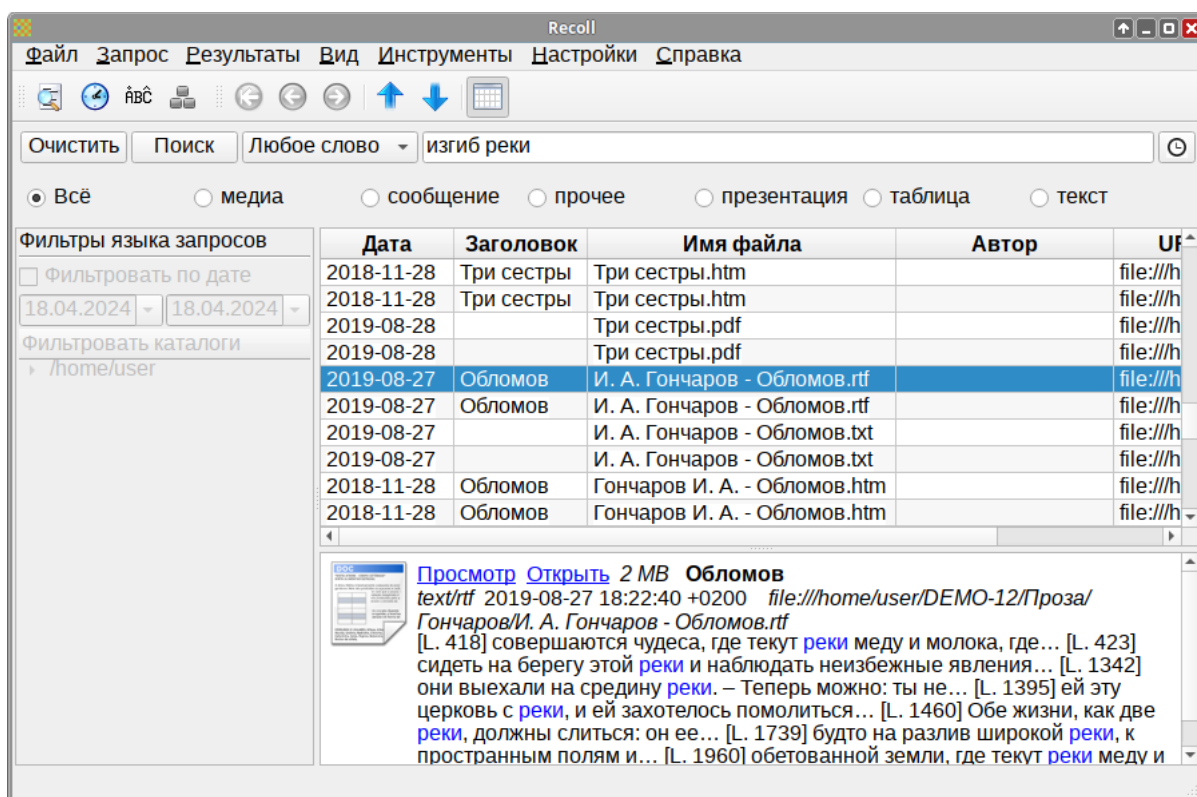 Recoll
Файл Запрос Результаты Вид Инструменты Настройки Справка
ÅBĈ
Очистить Поиск Любое слово изгиб реки
Всё медиа сообщение прочее презентация таблица текст
Фильтры языка запросов
Фильтровать по дате
18.04.2024 18.04.2024
Фильтровать каталоги
/home/user
Дата Заголовок Имя файла Автор
2018-11-28 Три сестры Три сестры.htm file:///h
2018-11-28 Три сестры Три сестры.htm file:///h
2019-08-28 Три сестры.pdf file:///h
2019-08-28 Три сестры.pdf file:///h
2019-08-27 Обломов И. А. Гончаров - Обломов.rtf file:///h
2019-08-27 Обломов И. А. Гончаров - Обломов.rtf file:///h
2019-08-27 И. А. Гончаров - Обломов.txt file:///h
2019-08-27 И. А. Гончаров - Обломов.txt file:///h
2018-11-28 Обломов Гончаров И. А. - Обломов.htm file:///h
2018-11-28 Обломов Гончаров И. А. - Обломов.htm file:///h
DOC
Просмотр Открыть 2 MB Обломов
text/rtf 2019-08-27 18:22:40 +0200 file:///home/user/DEMO-12/Проза/
Гончаров/И. А. Гончаров - Обломов.rtf
[L. 418] совершаются чудеса, где текут реки меду и молока, где… [L. 423]
сидеть на берегу этой реки и наблюдать неизбежные явления… [L. 1342]
они выехали на средину реки. – Теперь можно: ты не… [L. 1395] ей эту
церковь с реки, и ей захотелось помолиться… [L. 1460] Обе жизни, как две
реки, должны слиться: он ее… [L. 1739] будто на разлив широкой реки, к
пространным полям и… [L. 1960] обетованной земли, где текут реки меду и